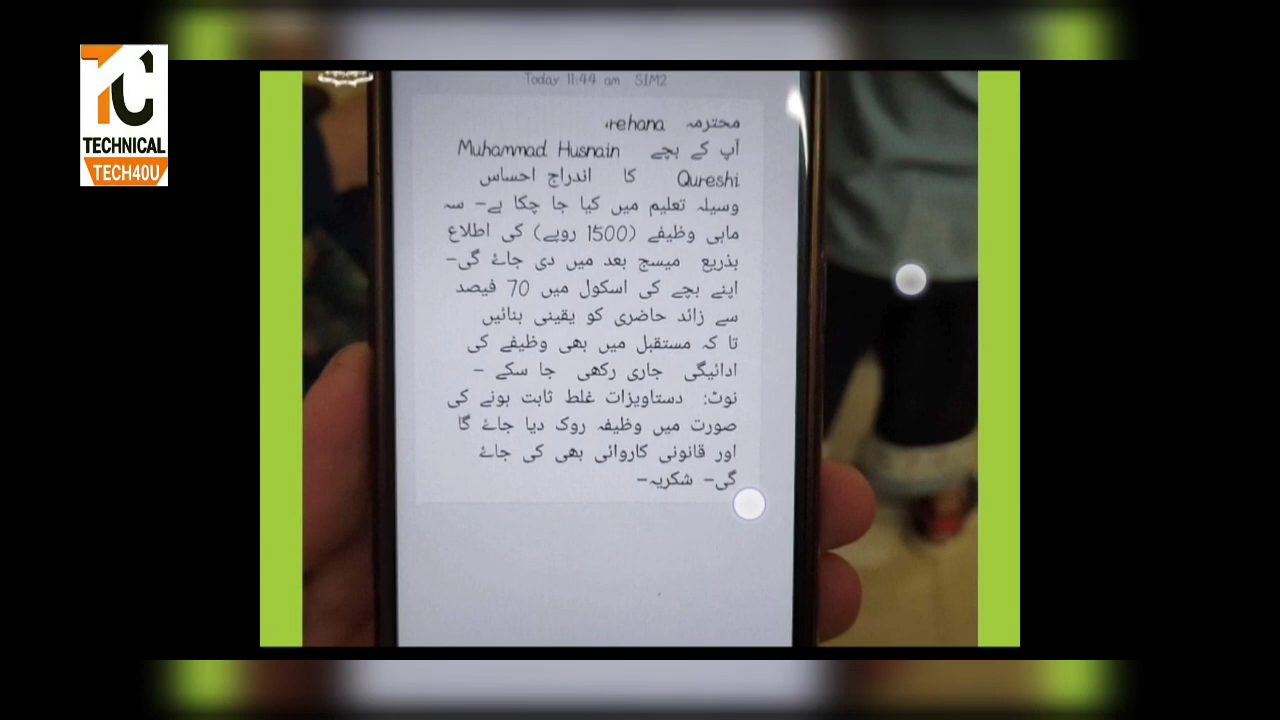 TC
TECHNICAL
TECH40U
Today 11:44 am SIM2
محترمہ rehana،
آپ کے بچے Muhammad Husnain
Qureshi کا اندراج احساس
وسیلہ تعلیم میں کیا جا چکا ہے- سہ
ماہی وظیفے (1500 روپے) کی اطلاع
بذریع میسج بعد میں دی جاۓ گی-
اپنے بچے کی اسکول میں 70 فیصد
سے زائد حاضری کو یقینی بنائیں
تا کہ مستقبل میں بھی وظیفے کی
ادائیگی جاری رکھی جا سکے -
نوٹ: دستاویزات غلط ثابت ہونے کی
صورت میں وظیفہ روک دیا جاۓ گا
اور قانونی کاروائی بھی کی جاۓ
گی- شکریہ-